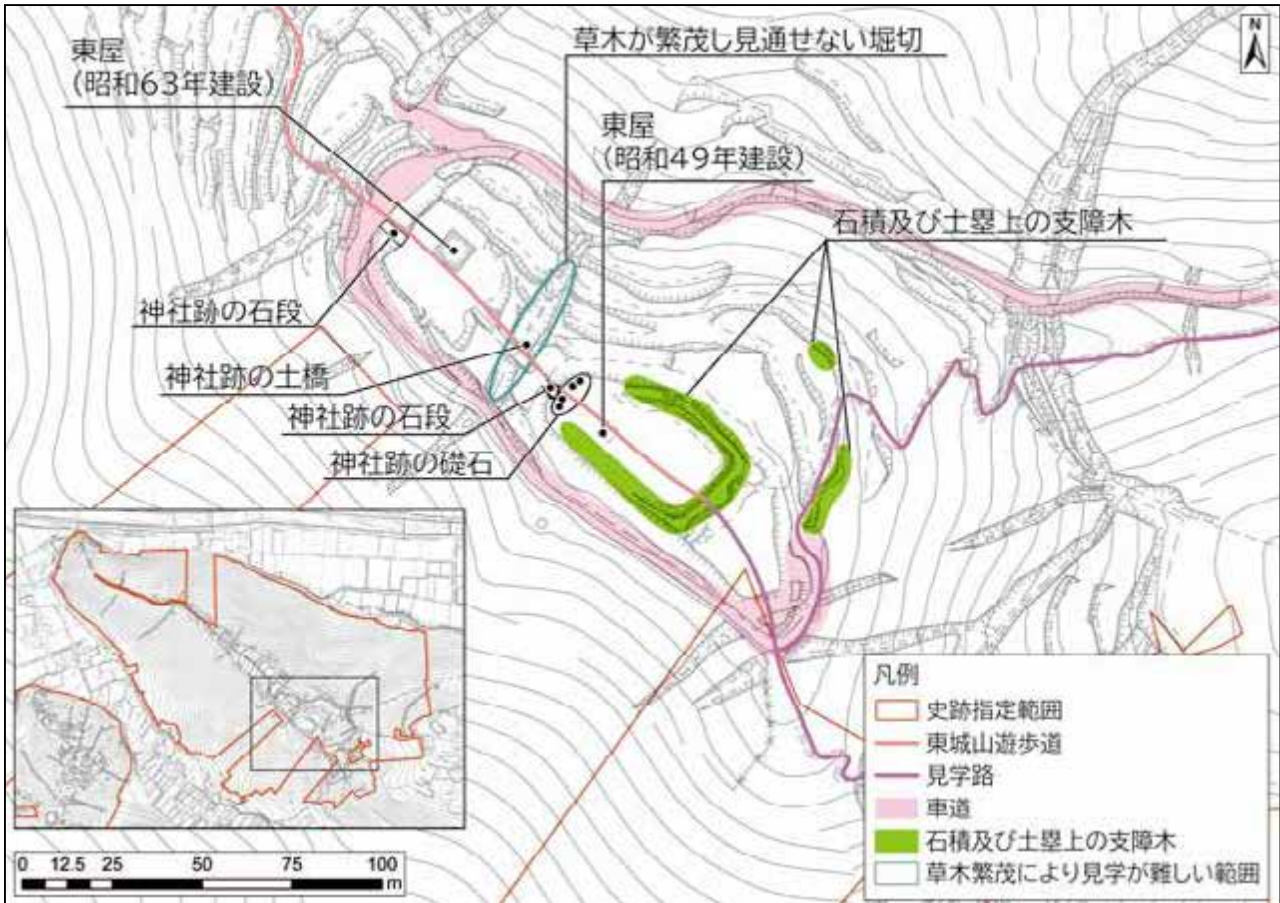 N
草木が繁茂し見通せない堀切
東屋
(昭和63年建設)
東屋
(昭和49年建設)
石積及び土塁上の支障木
神社跡の石段
神社跡の土橋
神社跡の石段
神社跡の礎石
凡例
史跡指定範囲
東城山遊歩道
見学路
車道
石積及び土塁上の支障木
草木繁茂により見学が難しい範囲
0 12.5 25 50 75 100
m